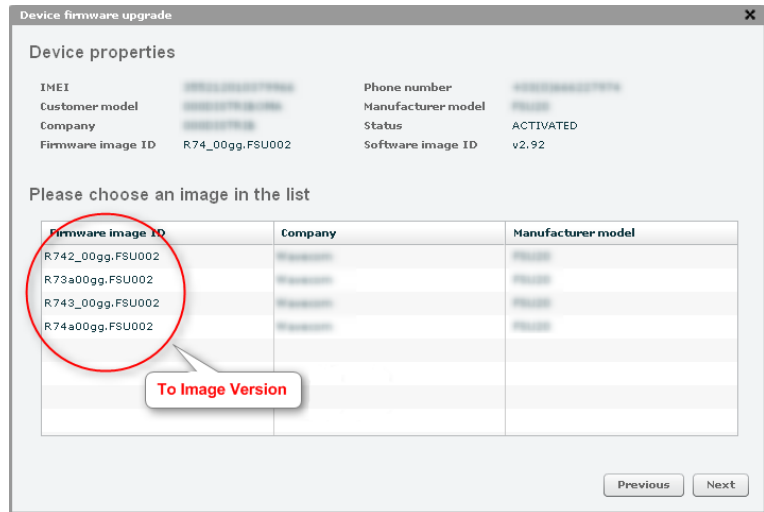 Device firmware upgrade
Device properties
IMEI Phone number
Customer model Manufacturer model
Company Status ACTIVATED
Firmware image ID R74_00gg.FSU002 Software image ID v2.92
Please choose an image in the list
Firmware image ID Company Manufacturer model
R742_00gg.FSU002
R73a00gg.FSU002
R743_00gg.FSU002
R74a00gg.FSU002
To Image Version
Previous Next